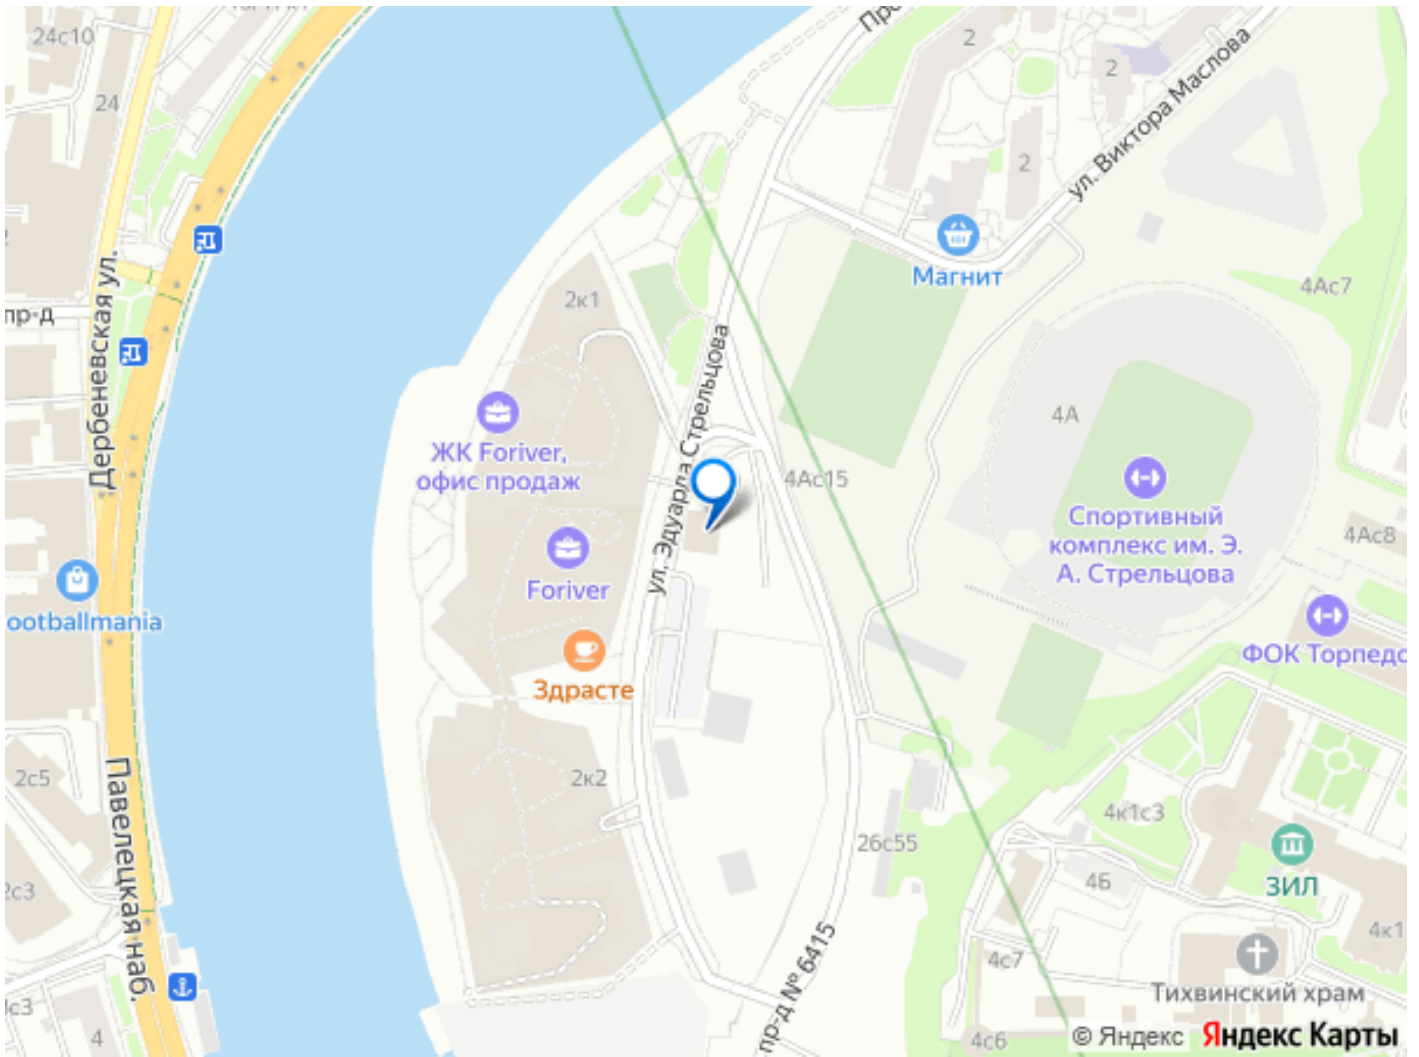 24с10
24
2
Про
2
2
ул. Виктора Маслова
Магнит
4Ас7
пр-д
Дербеневская ул.
2к1
ул. Эдуарда Стрельцова
ЖК Foriver,
офис продаж
4А
4Ас15
Спортивный
комплекс им. Э.
А. Стрельцова
4Ас8
Foriver
ootballmania
Здрасте
ФОК Торпедо
2с5
2к2
Павелецкая наб.
26с55
4к1с3
4Б
ЗИЛ
2с3
4к1
4с7
Тихвинский храм
пр-д № 6415
4
4с6
© Яндекс
Яндекс Карты